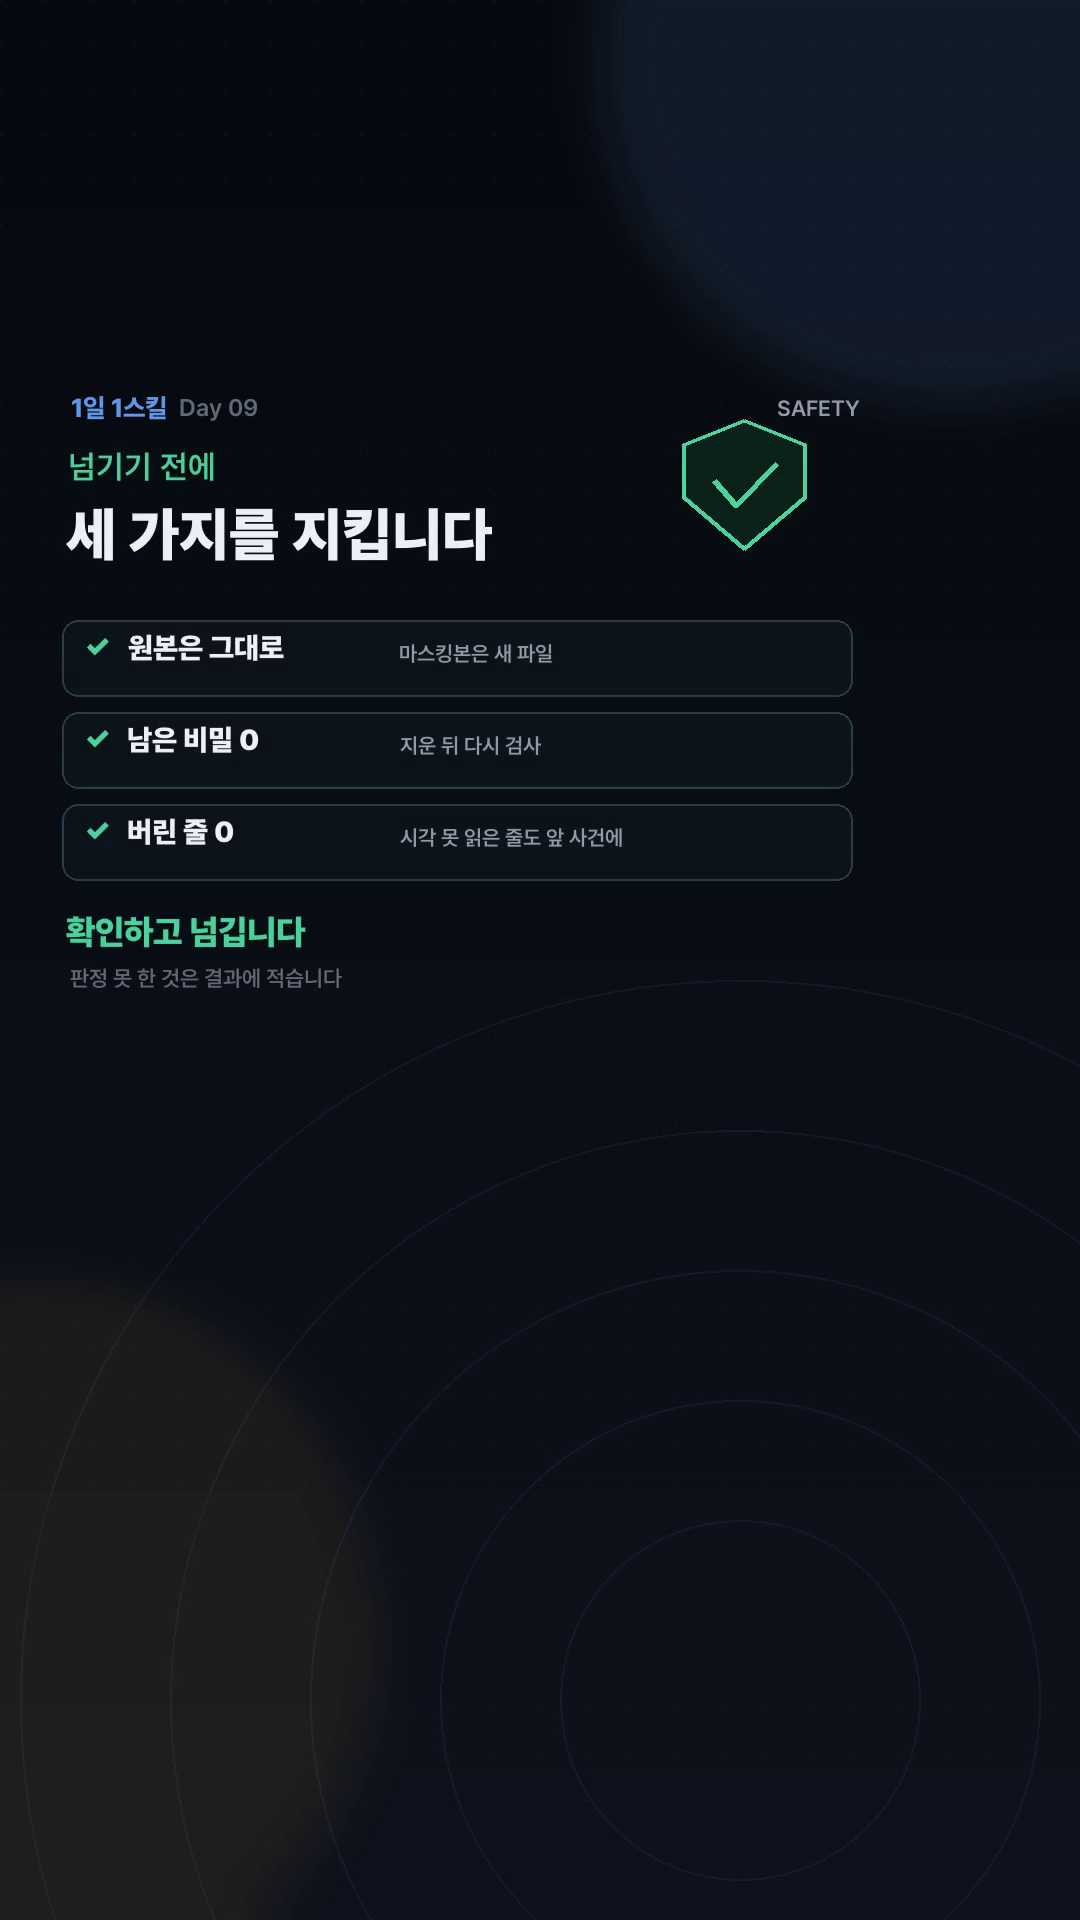 1일 1스킬 Day 09
SAFETY
넘기기 전에
세 가지를 지킵니다
원본은 그대로 마스킹본은 새 파일
남은 비밀 0 지운 뒤 다시 검사
버린 줄 0 시각 못 읽은 줄도 앞 사건에
확인하고 넘깁니다
판정 못 한 것은 결과에 적습니다